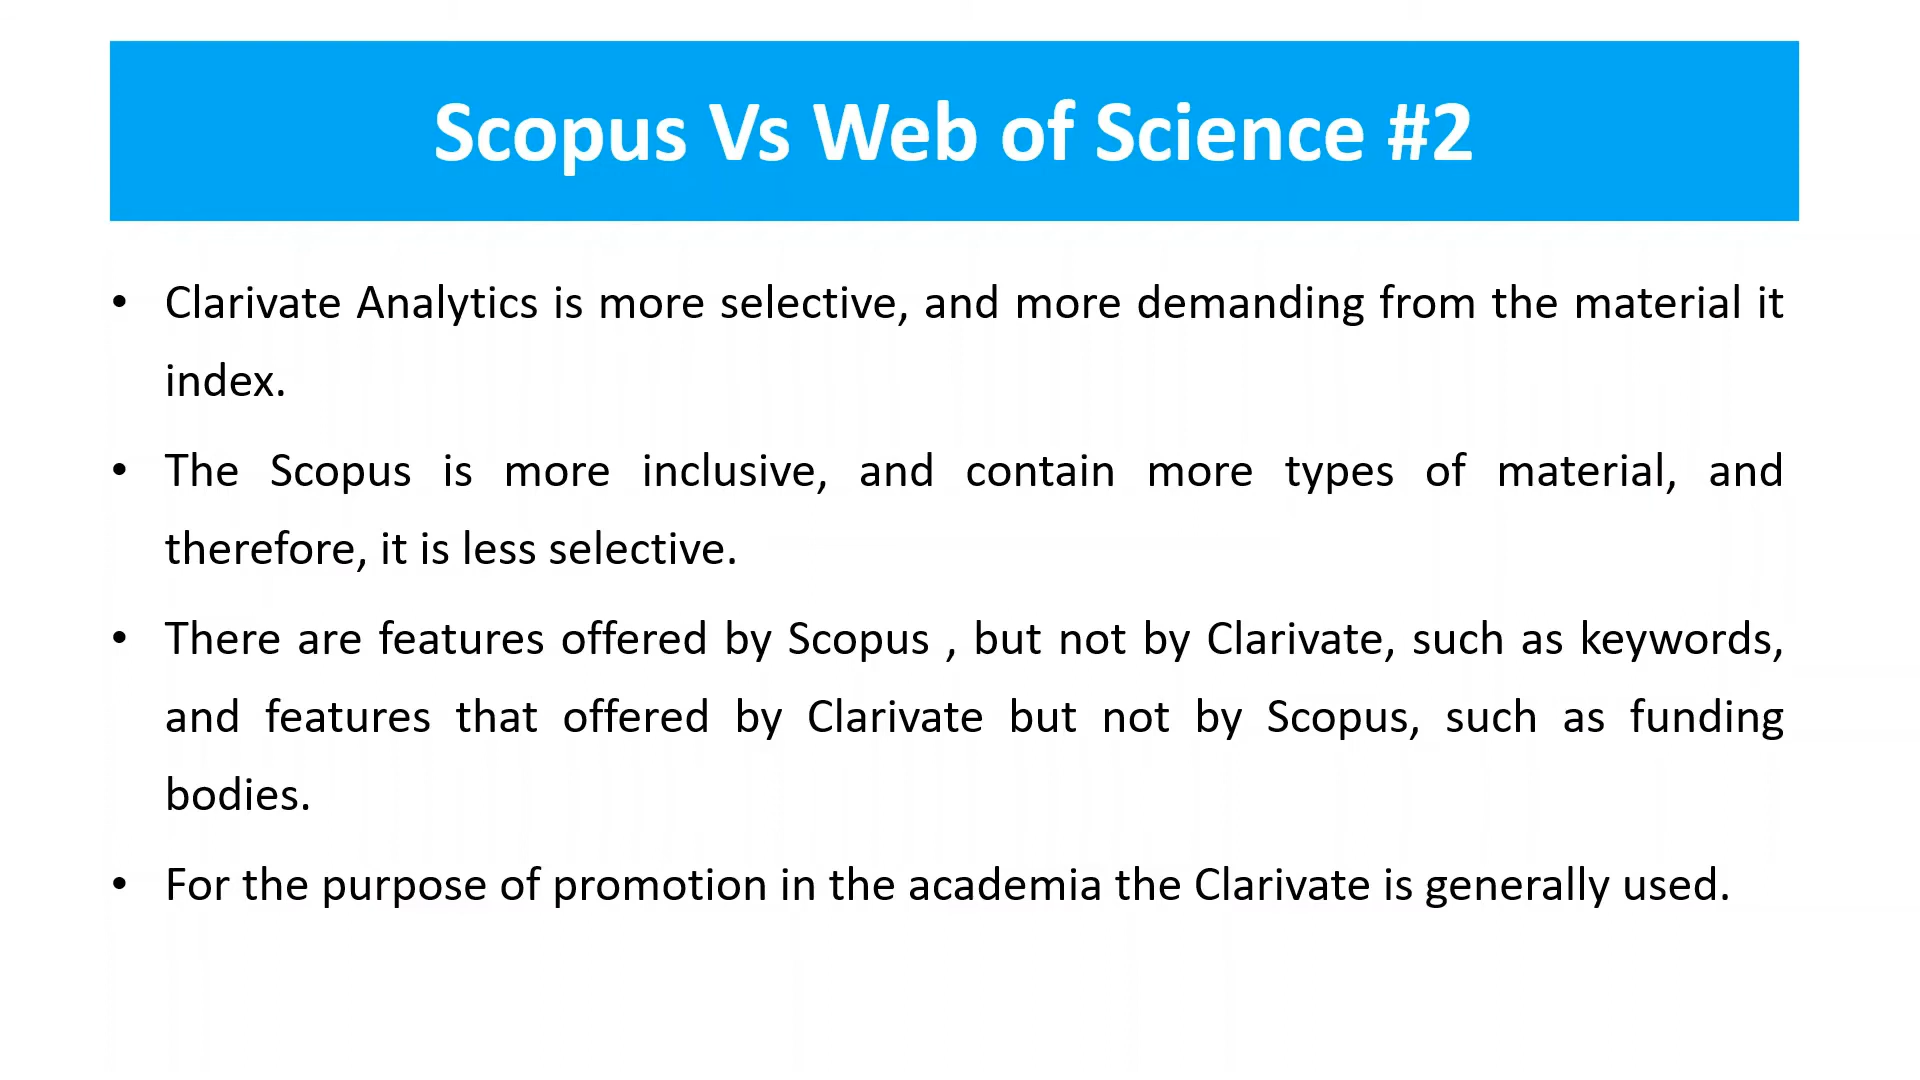 Scopus Vs Web of Science #2
• Clarivate Analytics is more selective, and more demanding from the material it
index.
• The Scopus is more inclusive, and contain more types of material, and
therefore, it is less selective.
• There are features offered by Scopus , but not by Clarivate, such as keywords,
and features that offered by Clarivate but not by Scopus, such as funding
bodies.
• For the purpose of promotion in the academia the Clarivate is generally used.